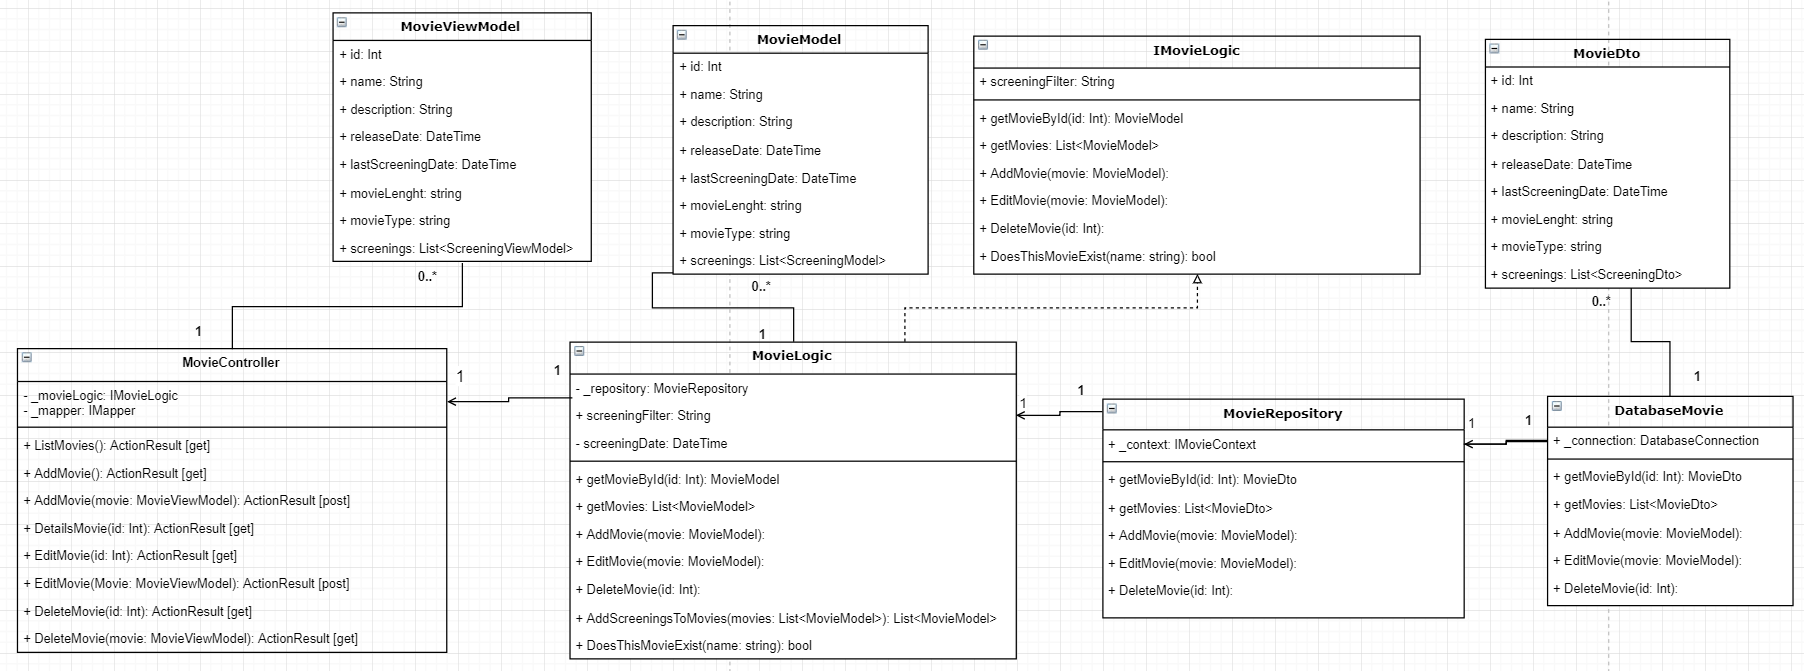 MovieViewModel
+ id: Int
+ name: String
+ description: String
+ releaseDate: DateTime
+ lastScreeningDate: DateTime
+ movieLenght: string
+ movieType: string
+ screenings: List<ScreeningViewModel>
0..*
1
MovieModel
+ id: Int
+ name: String
+ description: String
+ releaseDate: DateTime
+ lastScreeningDate: DateTime
+ movieLenght: string
+ movieType: string
+ screenings: List<ScreeningModel>
0..*
1
IMovieLogic
+ screeningFilter: String
+ getMovieById(id: Int): MovieModel
+ getMovies: List<MovieModel>
+ AddMovie(movie: MovieModel):
+ EditMovie(movie: MovieModel):
+ DeleteMovie(id: Int):
+ DoesThisMovieExist(name: string): bool
MovieDto
+ id: Int
+ name: String
+ description: String
+ releaseDate: DateTime
+ lastScreeningDate: DateTime
+ movieLenght: string
+ movieType: string
+ screenings: List<ScreeningDto>
0..*
1
MovieController
- _movieLogic: IMovieLogic
- _mapper: IMapper
+ ListMovies(): ActionResult [get]
+ AddMovie(): ActionResult [get]
+ AddMovie(movie: MovieViewModel): ActionResult [post]
+ DetailsMovie(id: Int): ActionResult [get]
+ EditMovie(id: Int): ActionResult [get]
+ EditMovie(Movie: MovieViewModel): ActionResult [post]
+ DeleteMovie(id: Int): ActionResult [get]
+ DeleteMovie(movie: MovieViewModel): ActionResult [get]
1
1
MovieLogic
- _repository: MovieRepository
+ screeningFilter: String
- screeningDate: DateTime
+ getMovieById(id: Int): MovieModel
+ getMovies: List<MovieModel>
+ AddMovie(movie: MovieModel):
+ EditMovie(movie: MovieModel):
+ DeleteMovie(id: Int):
+ AddScreeningsToMovies(movies: List<MovieModel>): List<MovieModel>
+ DoesThisMovieExist(name: string): bool
1
1
MovieRepository
+ _context: IMovieContext
+ getMovieById(id: Int): MovieDto
+ getMovies: List<MovieDto>
+ AddMovie(movie: MovieModel):
+ EditMovie(movie: MovieModel):
+ DeleteMovie(id: Int):
1
1
DatabaseMovie
+ _connection: DatabaseConnection
+ getMovieById(id: Int): MovieDto
+ getMovies: List<MovieDto>
+ AddMovie(movie: MovieModel):
+ EditMovie(movie: MovieModel):
+ DeleteMovie(id: Int):